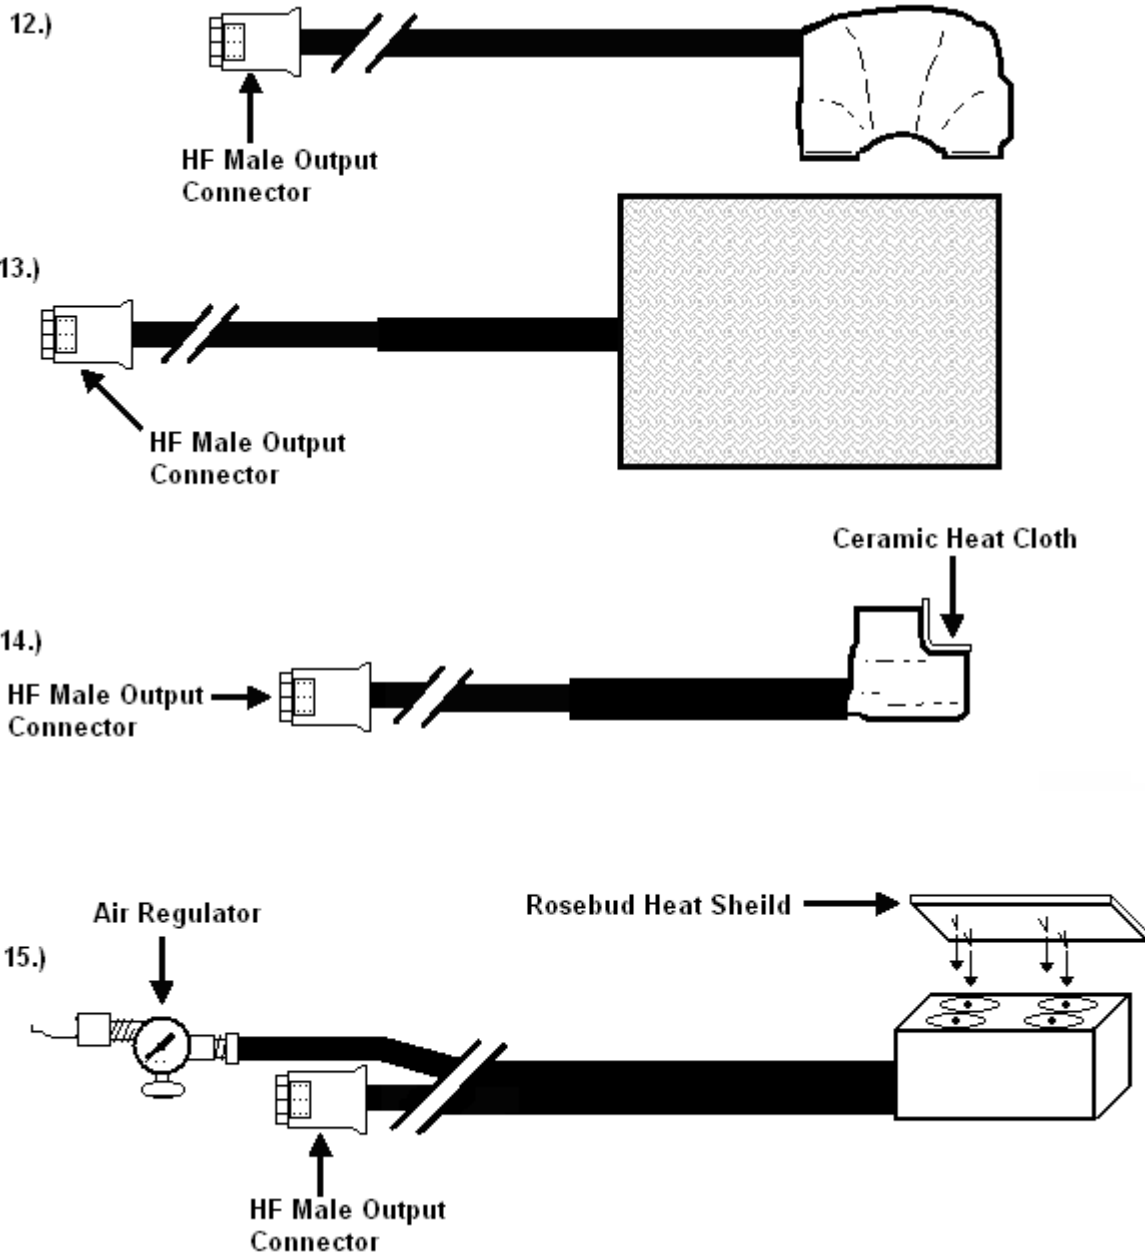 12.)
HF Male Output
Connector
13.)
HF Male Output
Connector
Ceramic Heat Cloth
14.)
HF Male Output
Connector
Air Regulator
Rosebud Heat Sheild
15.)
HF Male Output
Connector